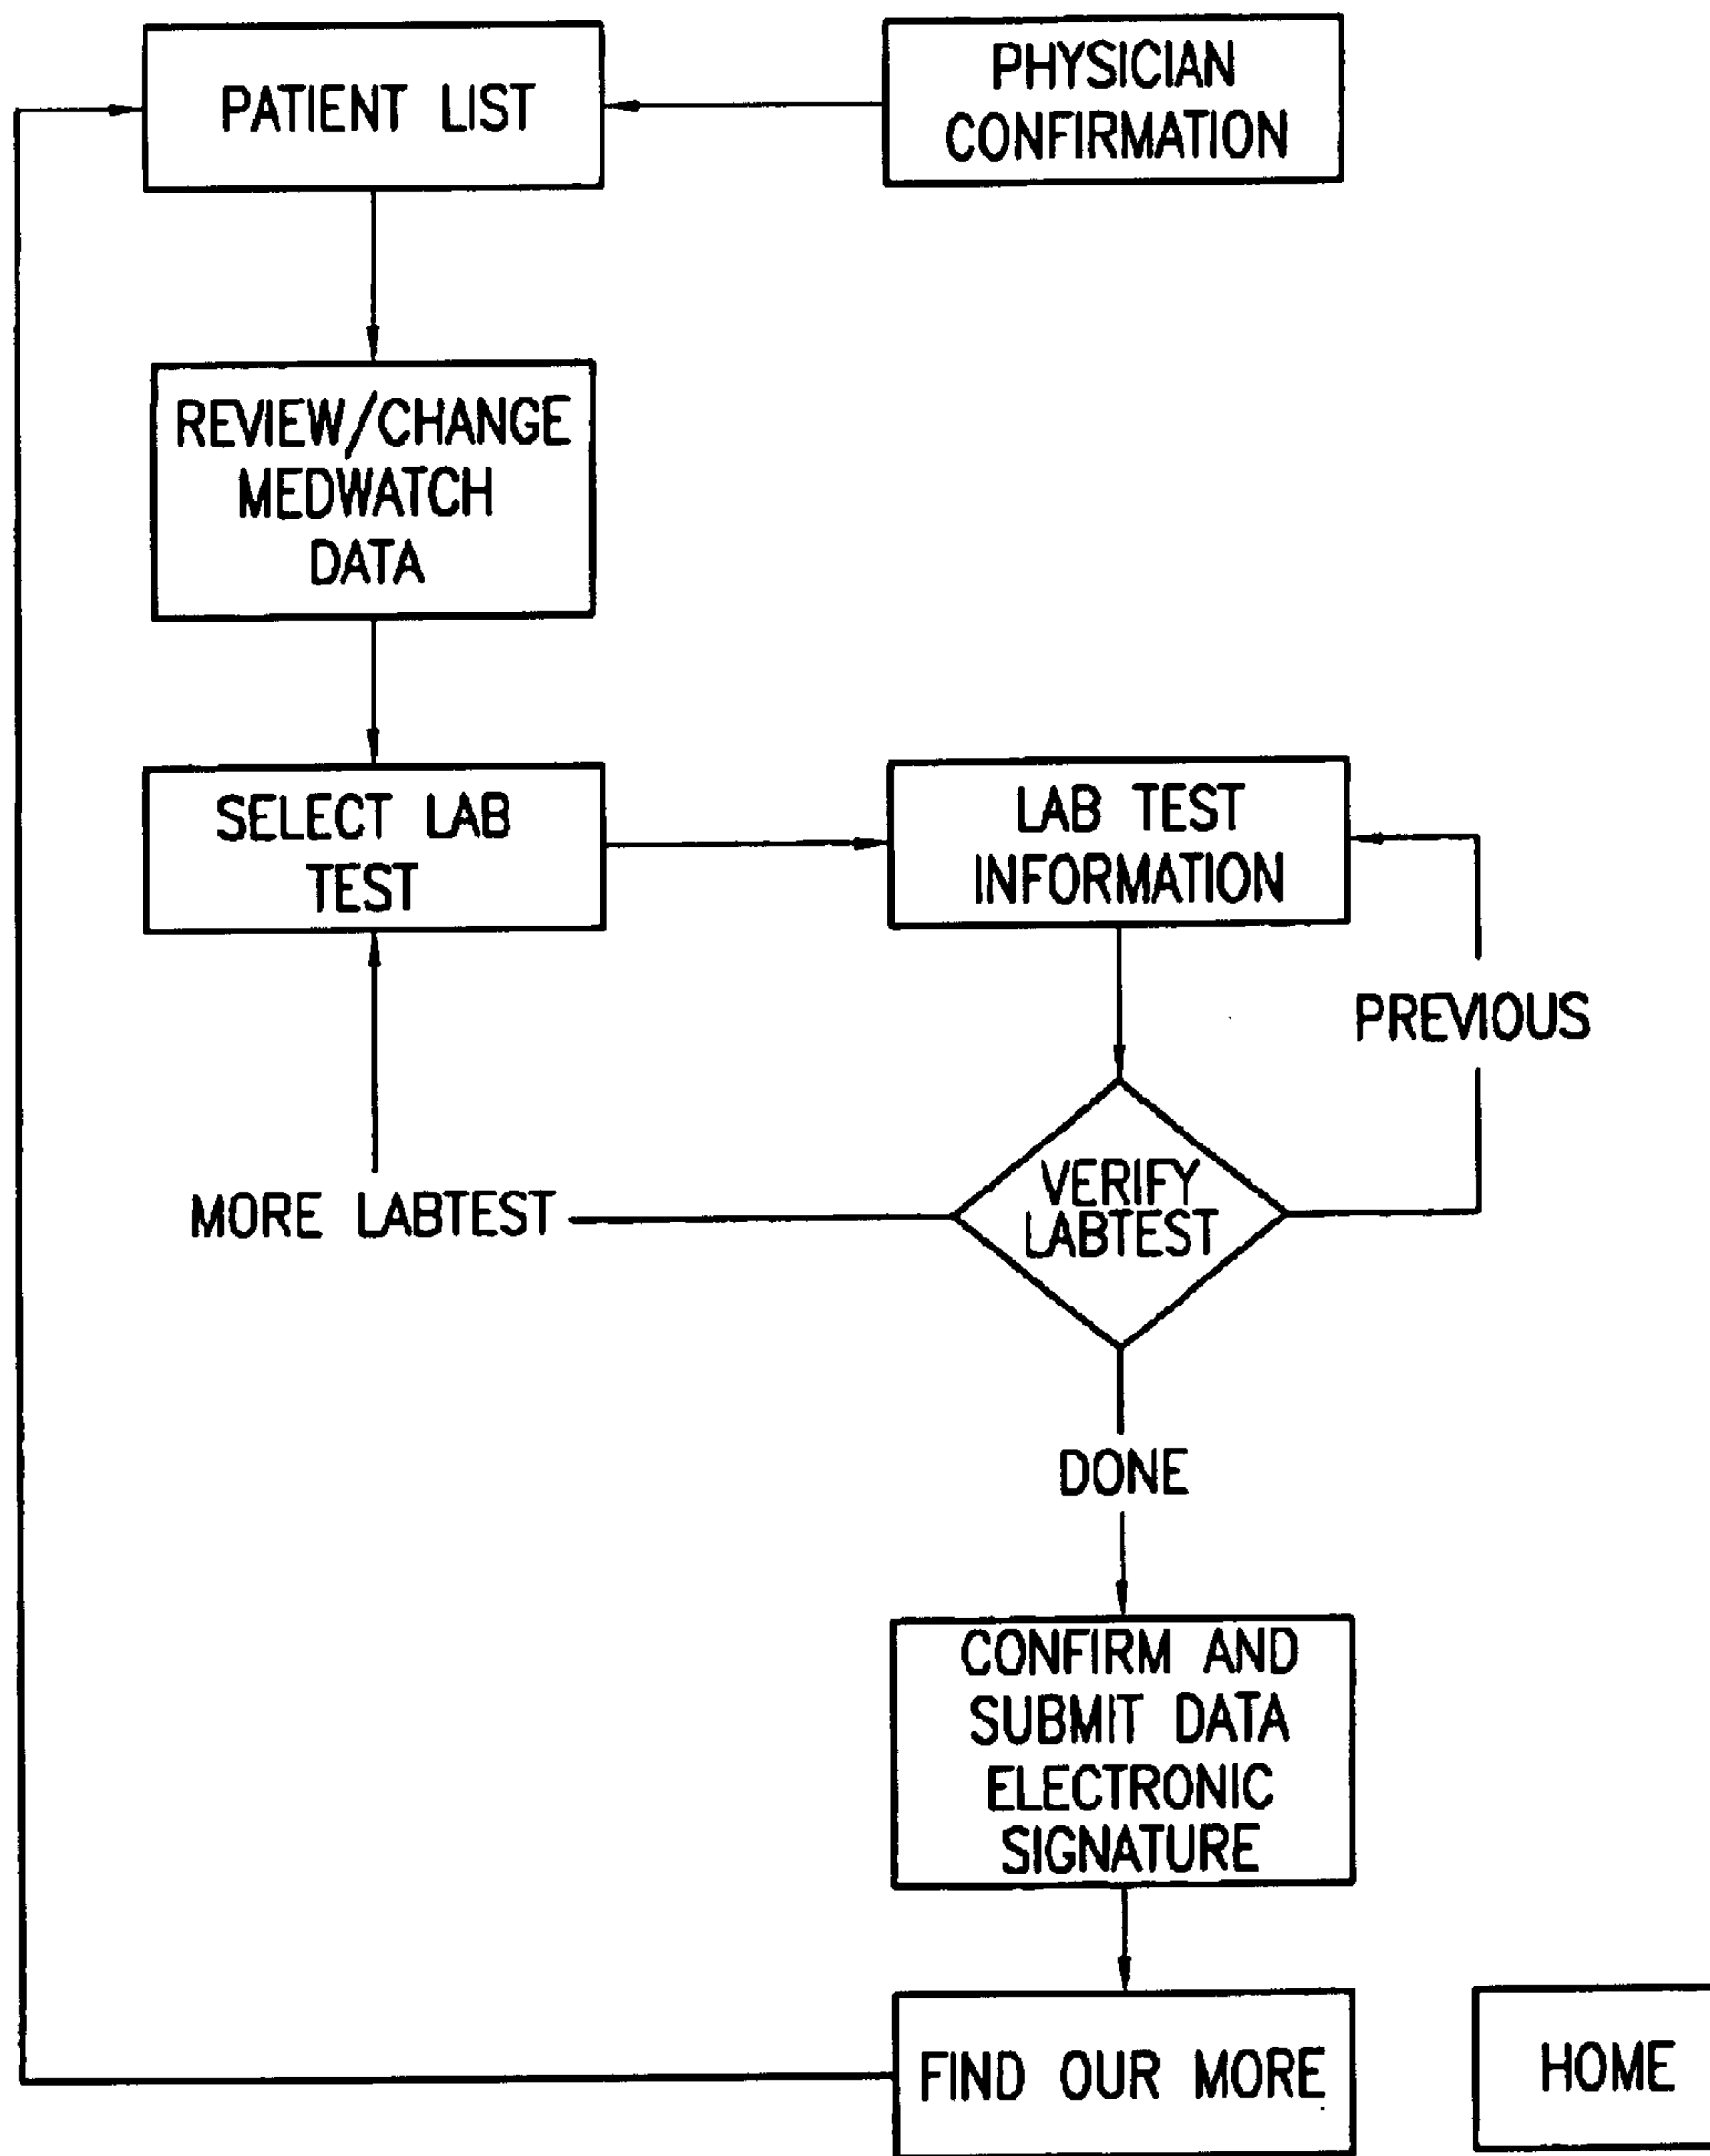 PATIENT LIST
PHYSICIAN
CONFIRMATION
REVIEW/CHANGE
MEDWATCH
DATA
SELECT LAB
TEST
LAB TEST
INFORMATION
PREVIOUS
MORE LABTEST
VERIFY
LABTEST
DONE
CONFIRM AND
SUBMIT DATA
ELECTRONIC
SIGNATURE
FIND OUR MORE
HOME